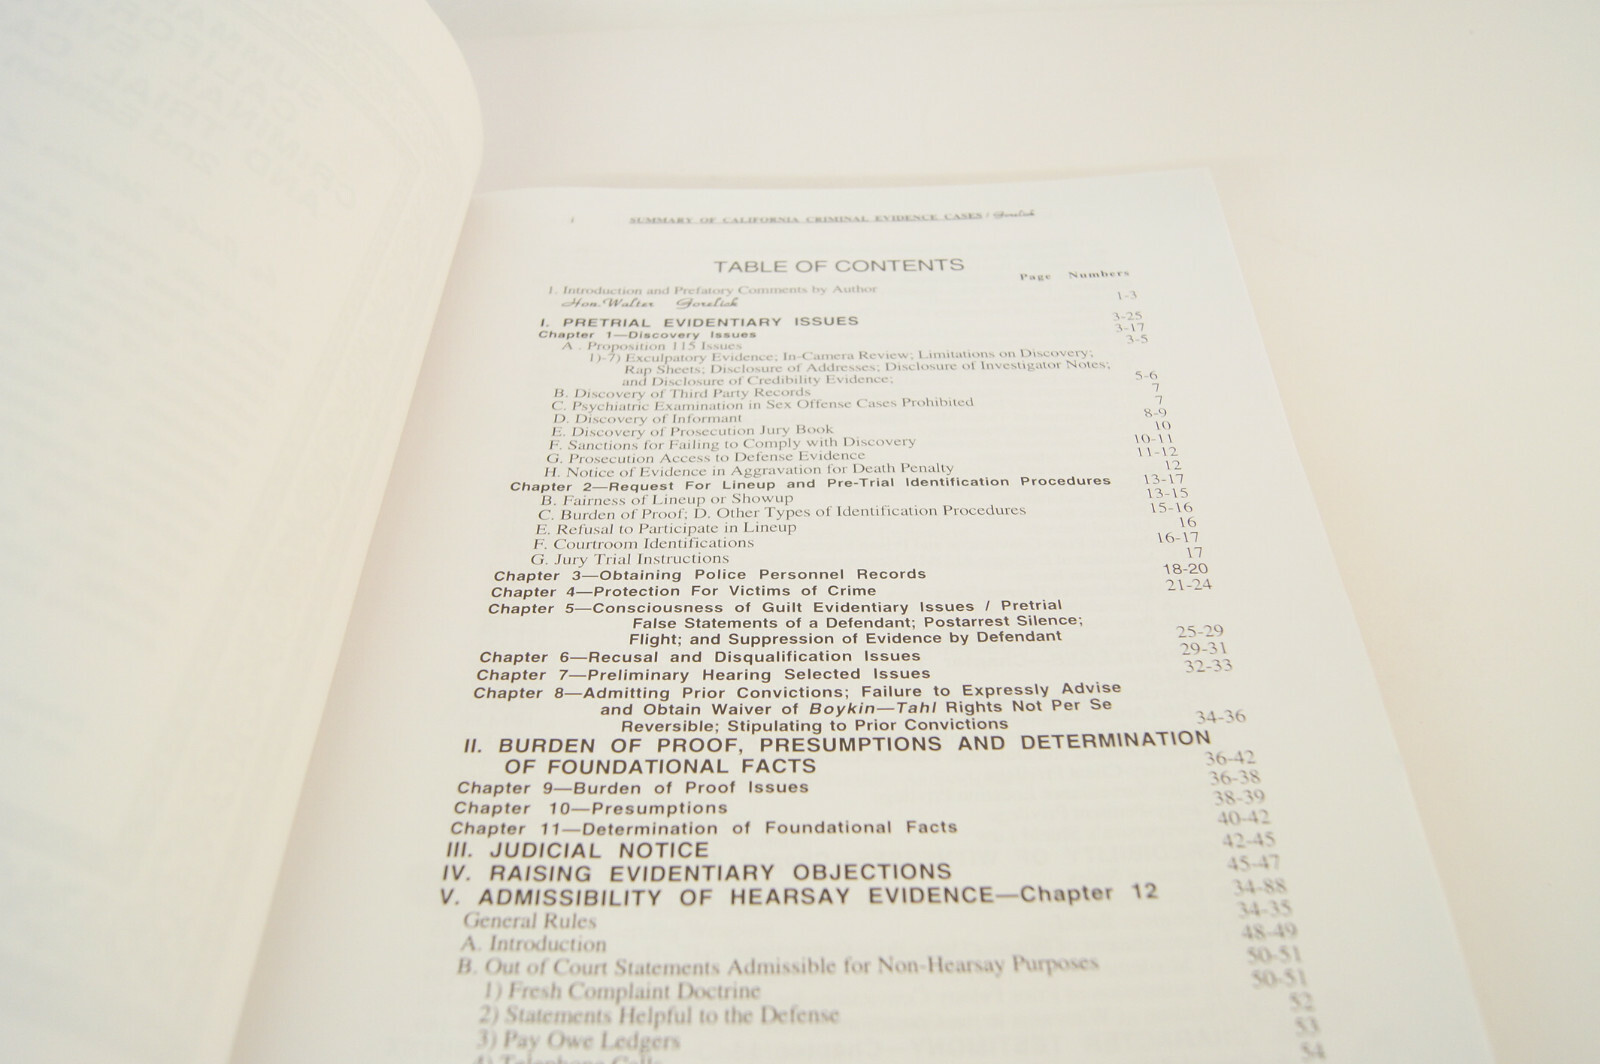 i SUMMARY OF CALIFORNIA CRIMINAL EVIDENCE CASES / Gorelick
TABLE OF CONTENTS
Page Numbers
I. Introduction and Prefatory Comments by Author
Hon. Walter Gorelick 1-3
I. PRETRIAL EVIDENTIARY ISSUES 3-25
Chapter 1—Discovery Issues 3-17
A . Proposition 115 Issues 3-5
1)-7) Exculpatory Evidence; In-Camera Review; Limitations on Discovery;
Rap Sheets; Disclosure of Addresses; Disclosure of Investigator Notes;
and Disclosure of Credibility Evidence; 5-6
B. Discovery of Third Party Records 7
C. Psychiatric Examination in Sex Offense Cases Prohibited 7
D. Discovery of Informant 8-9
E. Discovery of Prosecution Jury Book 10
F. Sanctions for Failing to Comply with Discovery 10-11
G. Prosecution Access to Defense Evidence 11-12
H. Notice of Evidence in Aggravation for Death Penalty 12
Chapter 2—Request For Lineup and Pre-Trial Identification Procedures 13-17
B. Fairness of Lineup or Showup 13-15
C. Burden of Proof; D. Other Types of Identification Procedures 15-16
E. Refusal to Participate in Lineup 16
F. Courtroom Identifications 16-17
G. Jury Trial Instructions 17
Chapter 3—Obtaining Police Personnel Records 18-20
Chapter 4—Protection For Victims of Crime 21-24
Chapter 5—Consciousness of Guilt Evidentiary Issues / Pretrial
False Statements of a Defendant; Postarrest Silence;
Flight; and Suppression of Evidence by Defendant 25-29
Chapter 6—Recusal and Disqualification Issues 29-31
Chapter 7—Preliminary Hearing Selected Issues 32-33
Chapter 8—Admitting Prior Convictions; Failure to Expressly Advise
and Obtain Waiver of Boykin—Tahl Rights Not Per Se
Reversible; Stipulating to Prior Convictions 34-36
II. BURDEN OF PROOF, PRESUMPTIONS AND DETERMINATION
OF FOUNDATIONAL FACTS 36-42
Chapter 9—Burden of Proof Issues 36-38
Chapter 10—Presumptions 38-39
Chapter 11—Determination of Foundational Facts 40-42
III. JUDICIAL NOTICE 42-45
IV. RAISING EVIDENTIARY OBJECTIONS 45-47
V. ADMISSIBILITY OF HEARSAY EVIDENCE—Chapter 12 34-88
General Rules 34-35
A. Introduction 48-49
B. Out of Court Statements Admissible for Non-Hearsay Purposes 50-51
1) Fresh Complaint Doctrine 50-51
2) Statements Helpful to the Defense 52
3) Pay Owe Ledgers 53
4) Telephone Calls 54